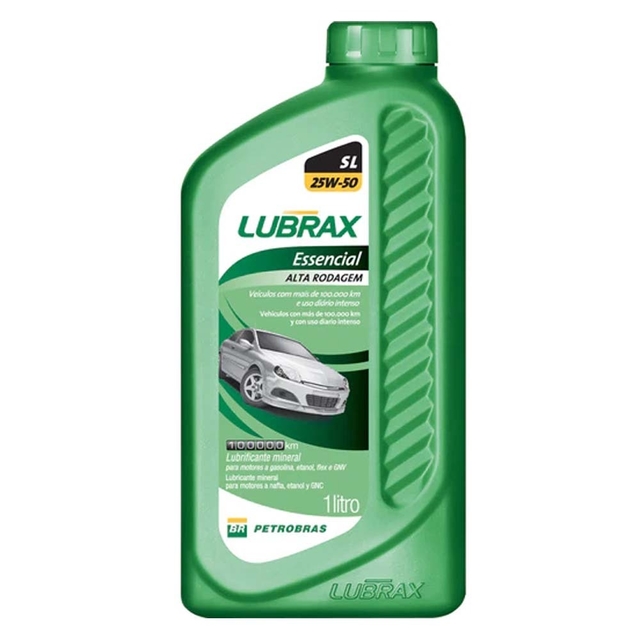 SL
25W-50
LUBRAX
Essencial
ALTA RODAGEM
Veículos com mais de 100.000 km
e uso diário intenso
Vehículos con más de 100.000 km
y con uso diario intenso
100000 km
Lubrificante mineral
para motores a gasolina, etanol, flex e GNV
Lubricante mineral
para motores a nafta, etanol y GNC
1 litro
BR PETROBRAS
LUBRAX